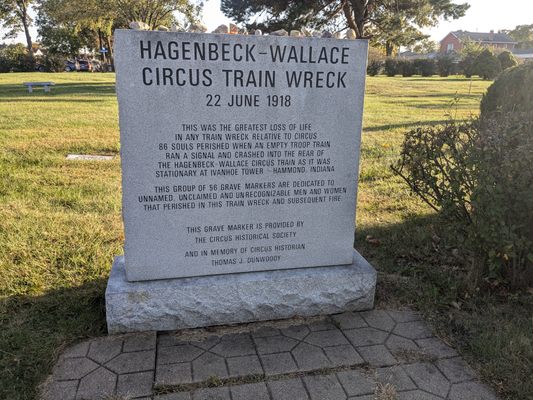 HAGENBECK-WALLACE
CIRCUS TRAIN WRECK
22 JUNE 1918
THIS WAS THE GREATEST LOSS OF LIFE
IN ANY TRAIN WRECK RELATIVE TO CIRCUS
86 SOULS PERISHED WHEN AN EMPTY TROOP TRAIN
RAN A SIGNAL AND CRASHED INTO THE REAR OF
THE HAGENBECK-WALLACE CIRCUS TRAIN AS IT WAS
STATIONARY AT IVANHOE TOWER - HAMMOND, INDIANA
THIS GROUP OF 56 GRAVE MARKERS ARE DEDICATED TO
UNNAMED, UNCLAIMED AND UNRECOGNIZABLE MEN AND WOMEN
THAT PERISHED IN THIS TRAIN WRECK AND SUBSEQUENT FIRE
THIS GRAVE MARKER IS PROVIDED BY
THE CIRCUS HISTORICAL SOCIETY
AND IN MEMORY OF CIRCUS HISTORIAN
THOMAS J. DUNWOODY